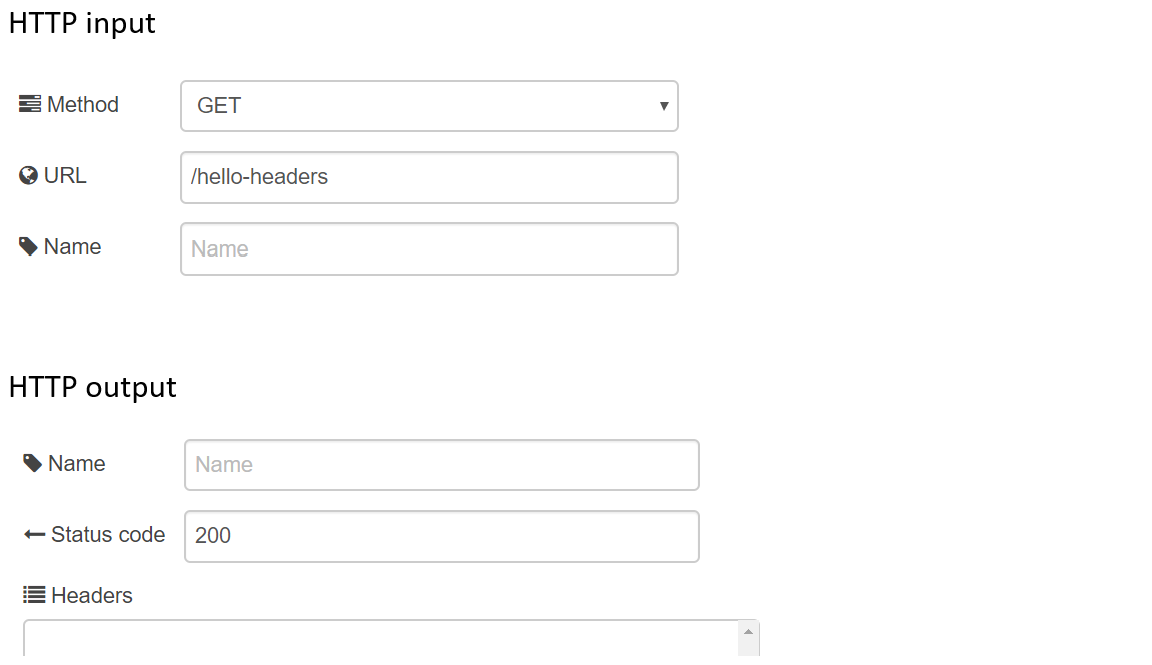 HTTP input
Method GET
URL /hello-headers
Name Name
HTTP output
Name Name
Status code 200
Headers